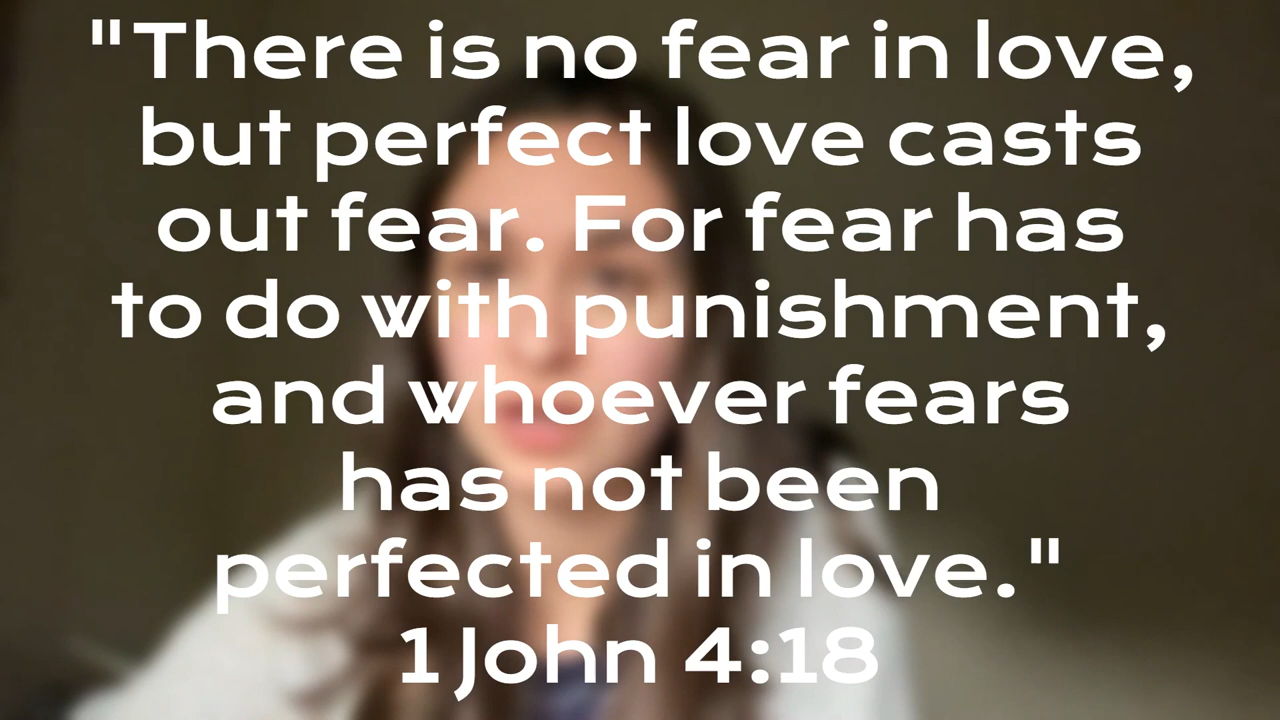 "There is no fear in love,
but perfect love casts
out fear. For fear has
to do with punishment,
and whoever fears
has not been
perfected in love."
1 John 4:18